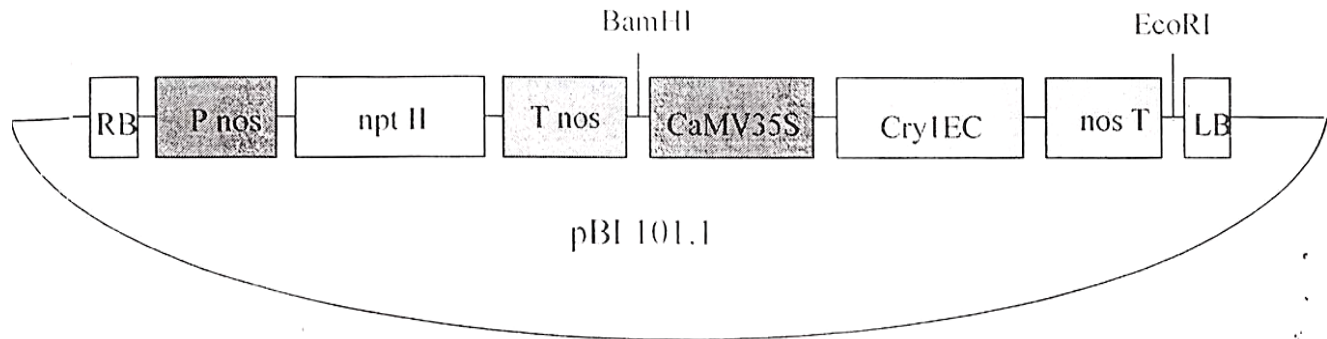 BamHI
EcoRI
RB P nos npt II T nos CaMV35S Cry1EC nos T LB
pBI 101.1